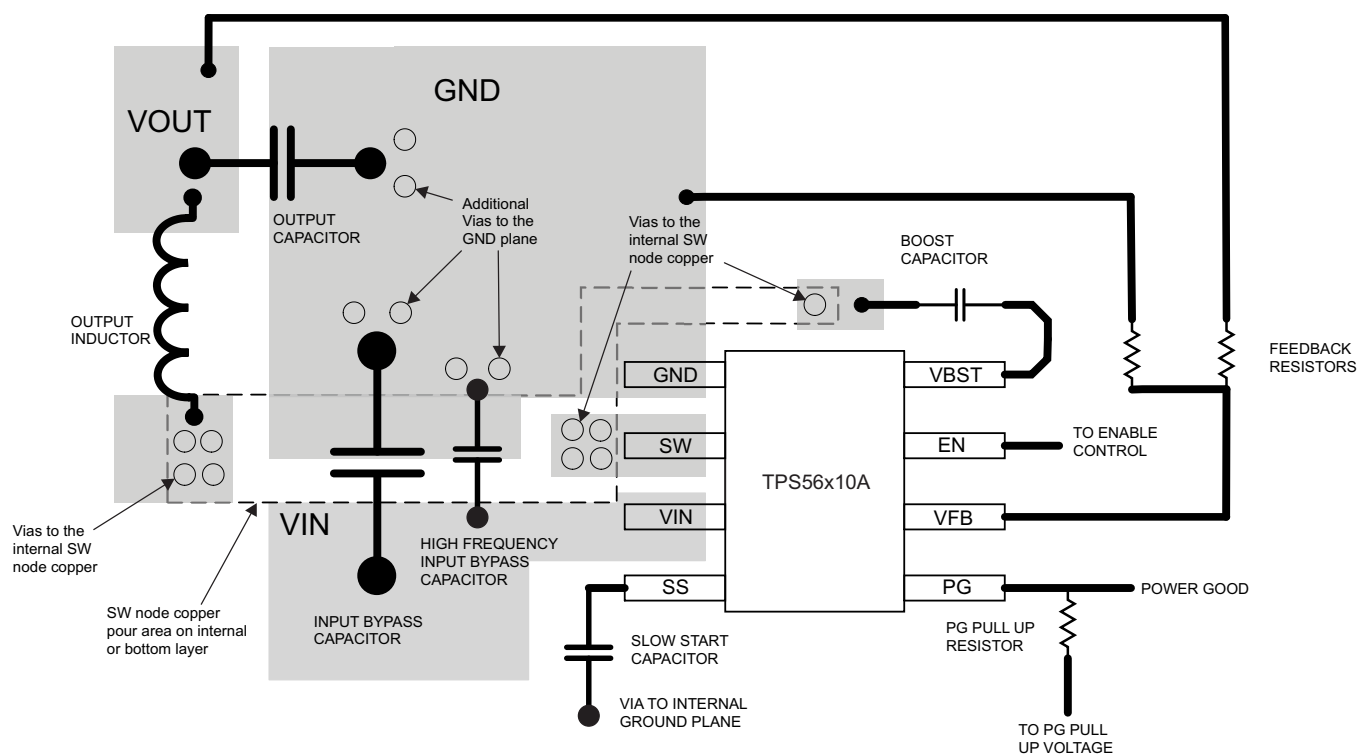 GND
VOUT
OUTPUT
CAPACITOR
Additional
Vias to the
GND plane
Vias to the
internal SW
node copper
BOOST
CAPACITOR
OUTPUT
INDUCTOR
FEEDBACK
RESISTORS
GND
VBST
SW
EN
TO ENABLE
CONTROL
TPS56x10A
VIN
VIN
VFB
Vias to the
internal SW
node copper
HIGH FREQUENCY
INPUT BYPASS
CAPACITOR
SS
PG
POWER GOOD
SW node copper
pour area on internal
or bottom layer
INPUT BYPASS
CAPACITOR
SLOW START
CAPACITOR
PG PULL UP
RESISTOR
VIA TO INTERNAL
GROUND PLANE
TO PG PULL
UP VOLTAGE